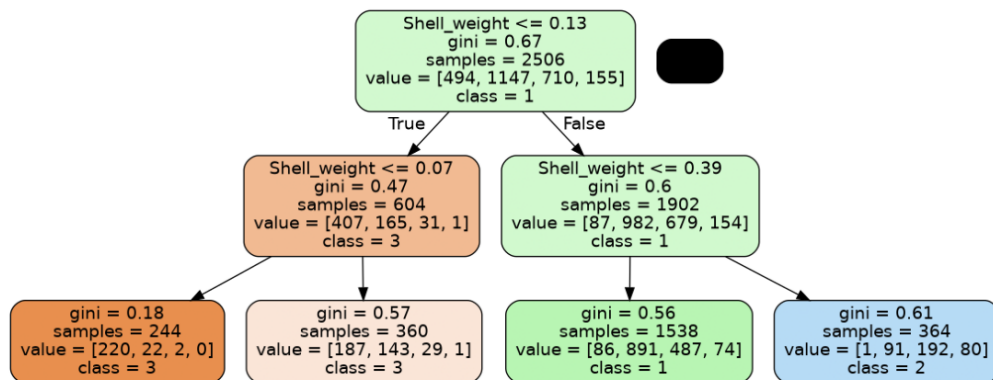 Shell_weight <= 0.13
gini = 0.67
samples = 2506
value = [494, 1147, 710, 155]
class = 1
True
False
Shell_weight <= 0.07
gini = 0.47
samples = 604
value = [407, 165, 31, 1]
class = 3
Shell_weight <= 0.39
gini = 0.6
samples = 1902
value = [87, 982, 679, 154]
class = 1
gini = 0.18
samples = 244
value = [220, 22, 2, 0]
class = 3
gini = 0.57
samples = 360
value = [187, 143, 29, 1]
class = 3
gini = 0.56
samples = 1538
value = [86, 891, 487, 74]
class = 1
gini = 0.61
samples = 364
value = [1, 91, 192, 80]
class = 2